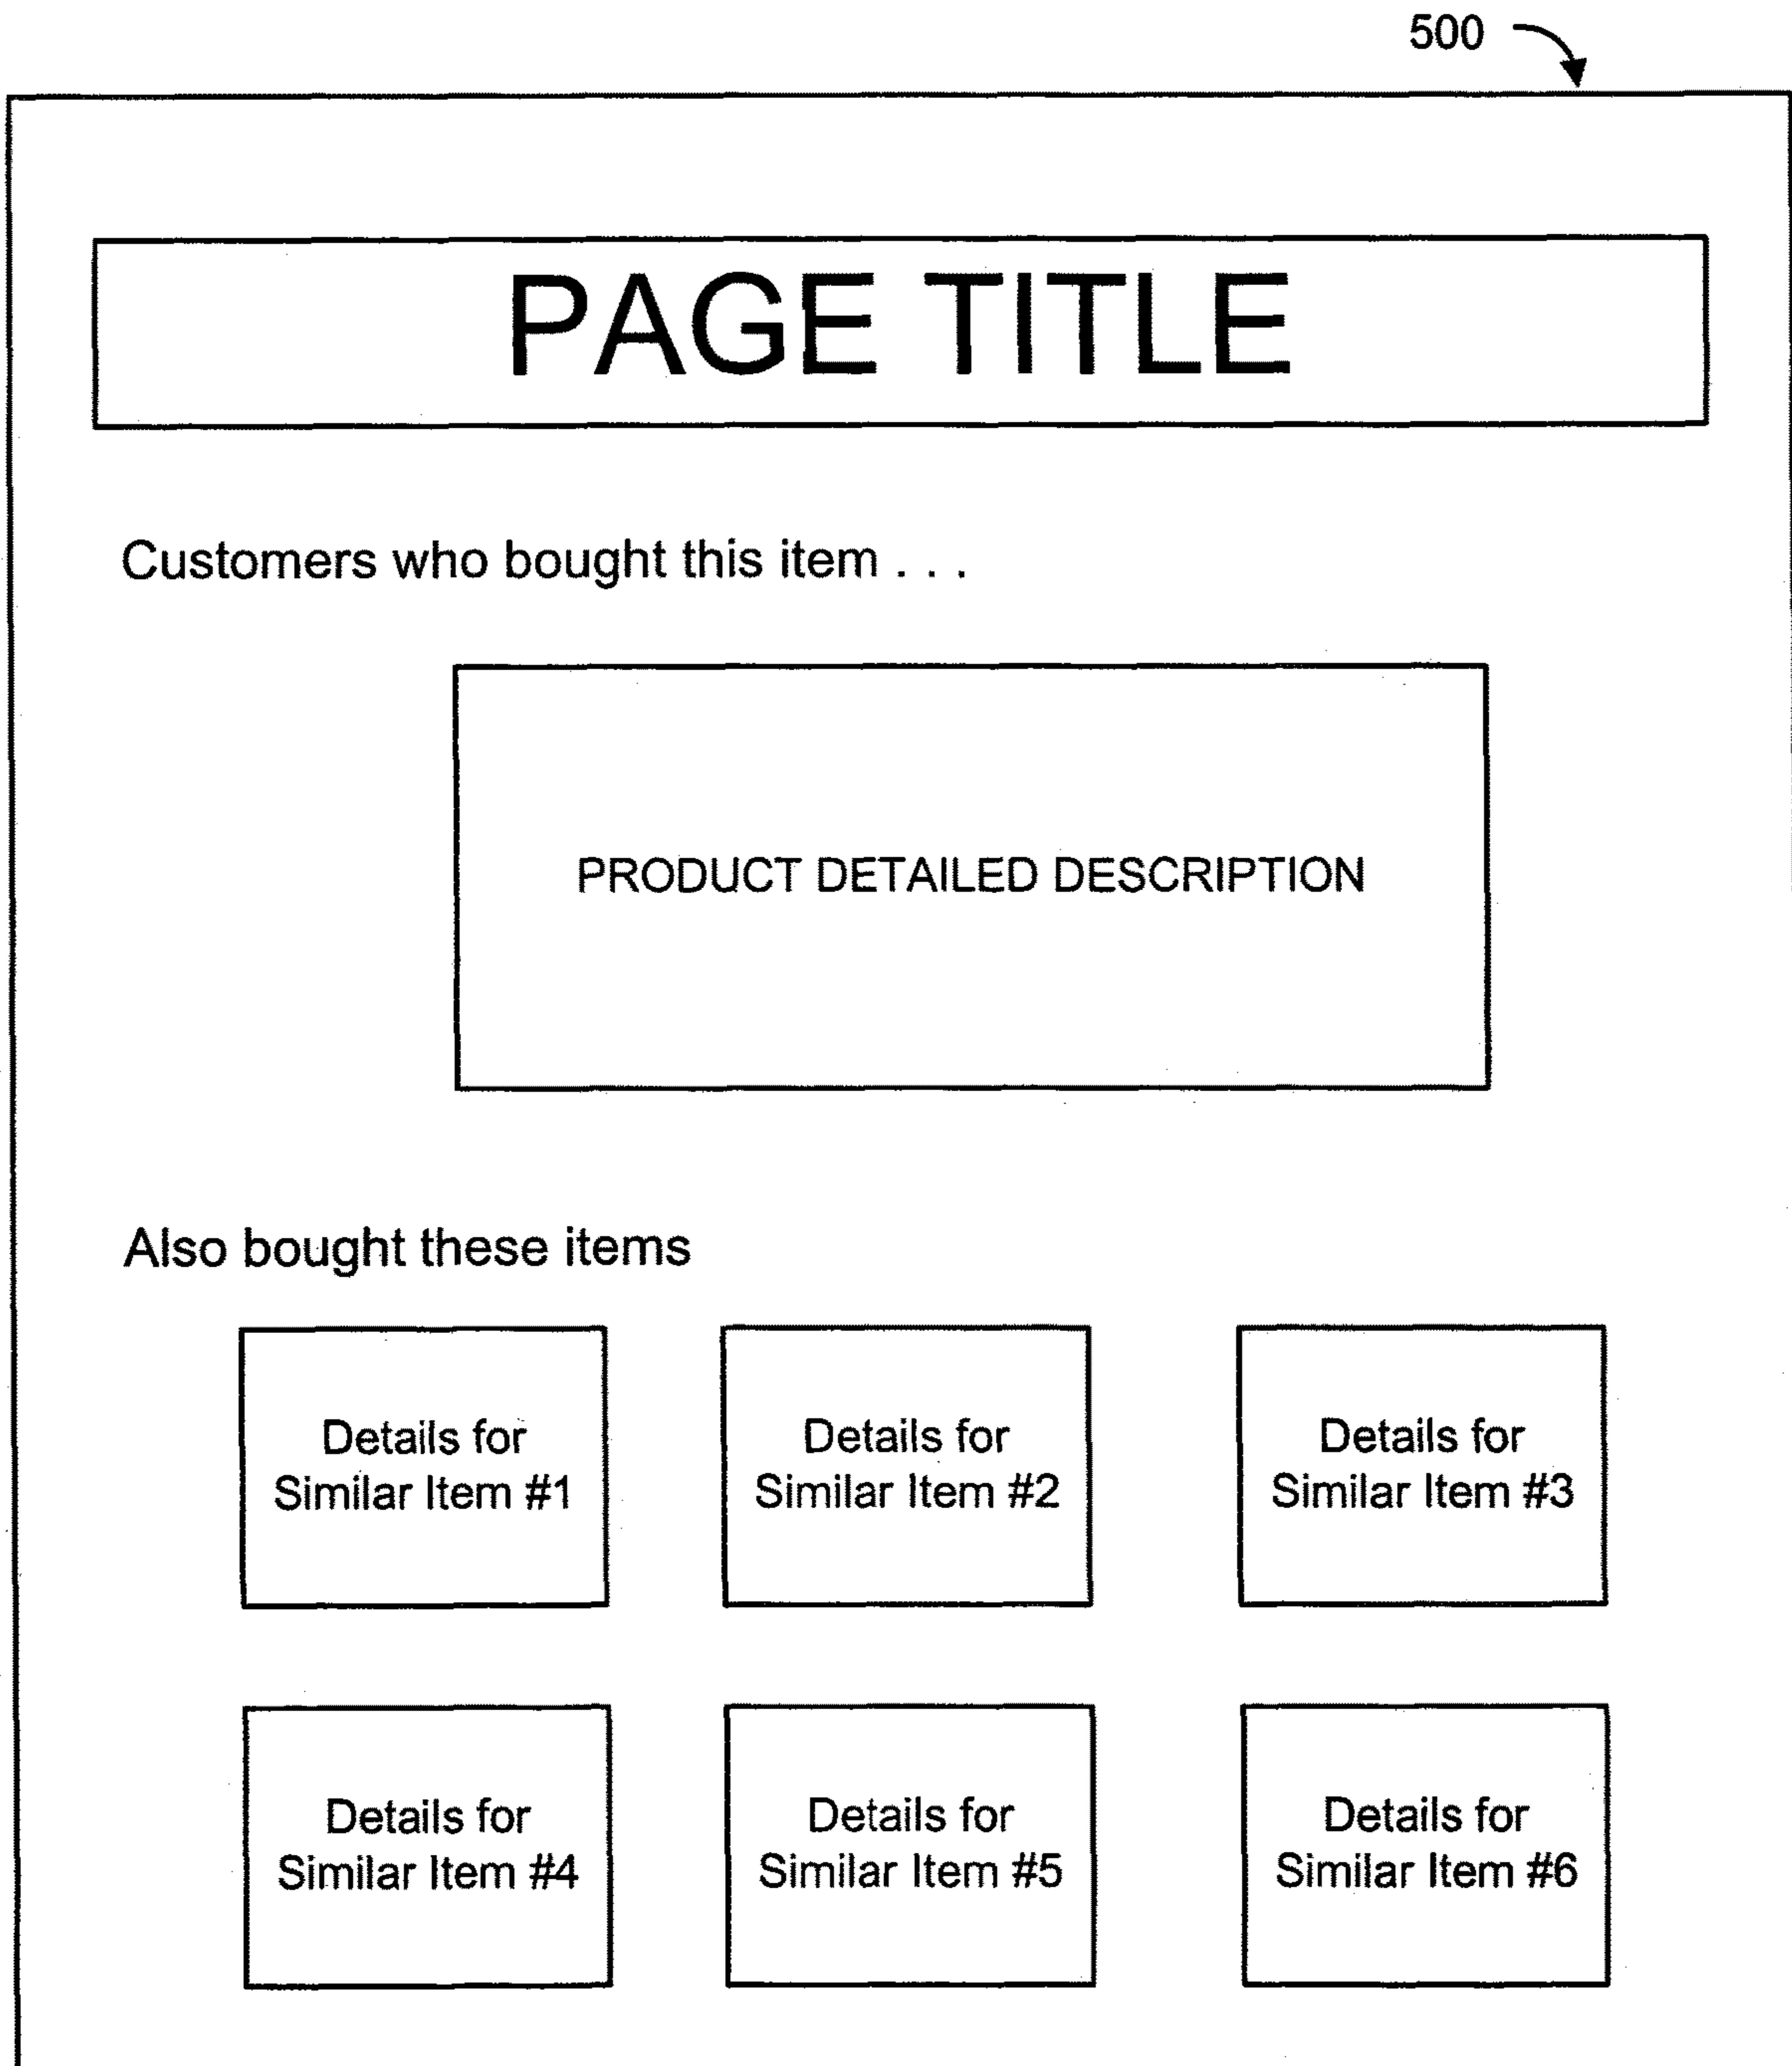 500
PAGE TITLE
Customers who bought this item . . .
PRODUCT DETAILED DESCRIPTION
Also bought these items
Details for
Similar Item #1
Details for
Similar Item #2
Details for
Similar Item #3
Details for
Similar Item #4
Details for
Similar Item #5
Details for
Similar Item #6